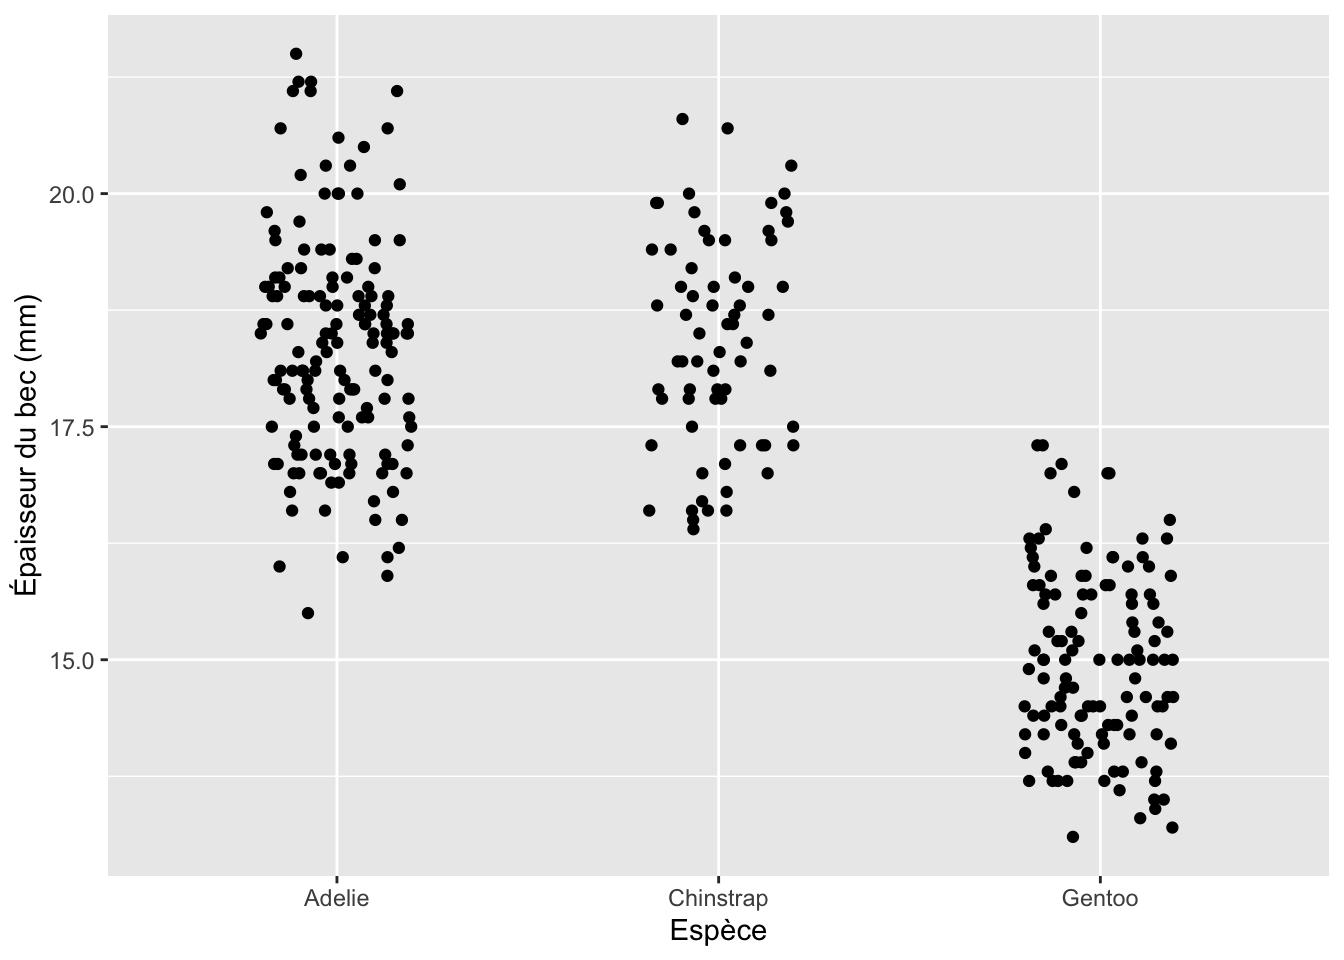 Épaisseur du bec (mm)
20.0
17.5
15.0
Adelie
Chinstrap
Gentoo
Espèce